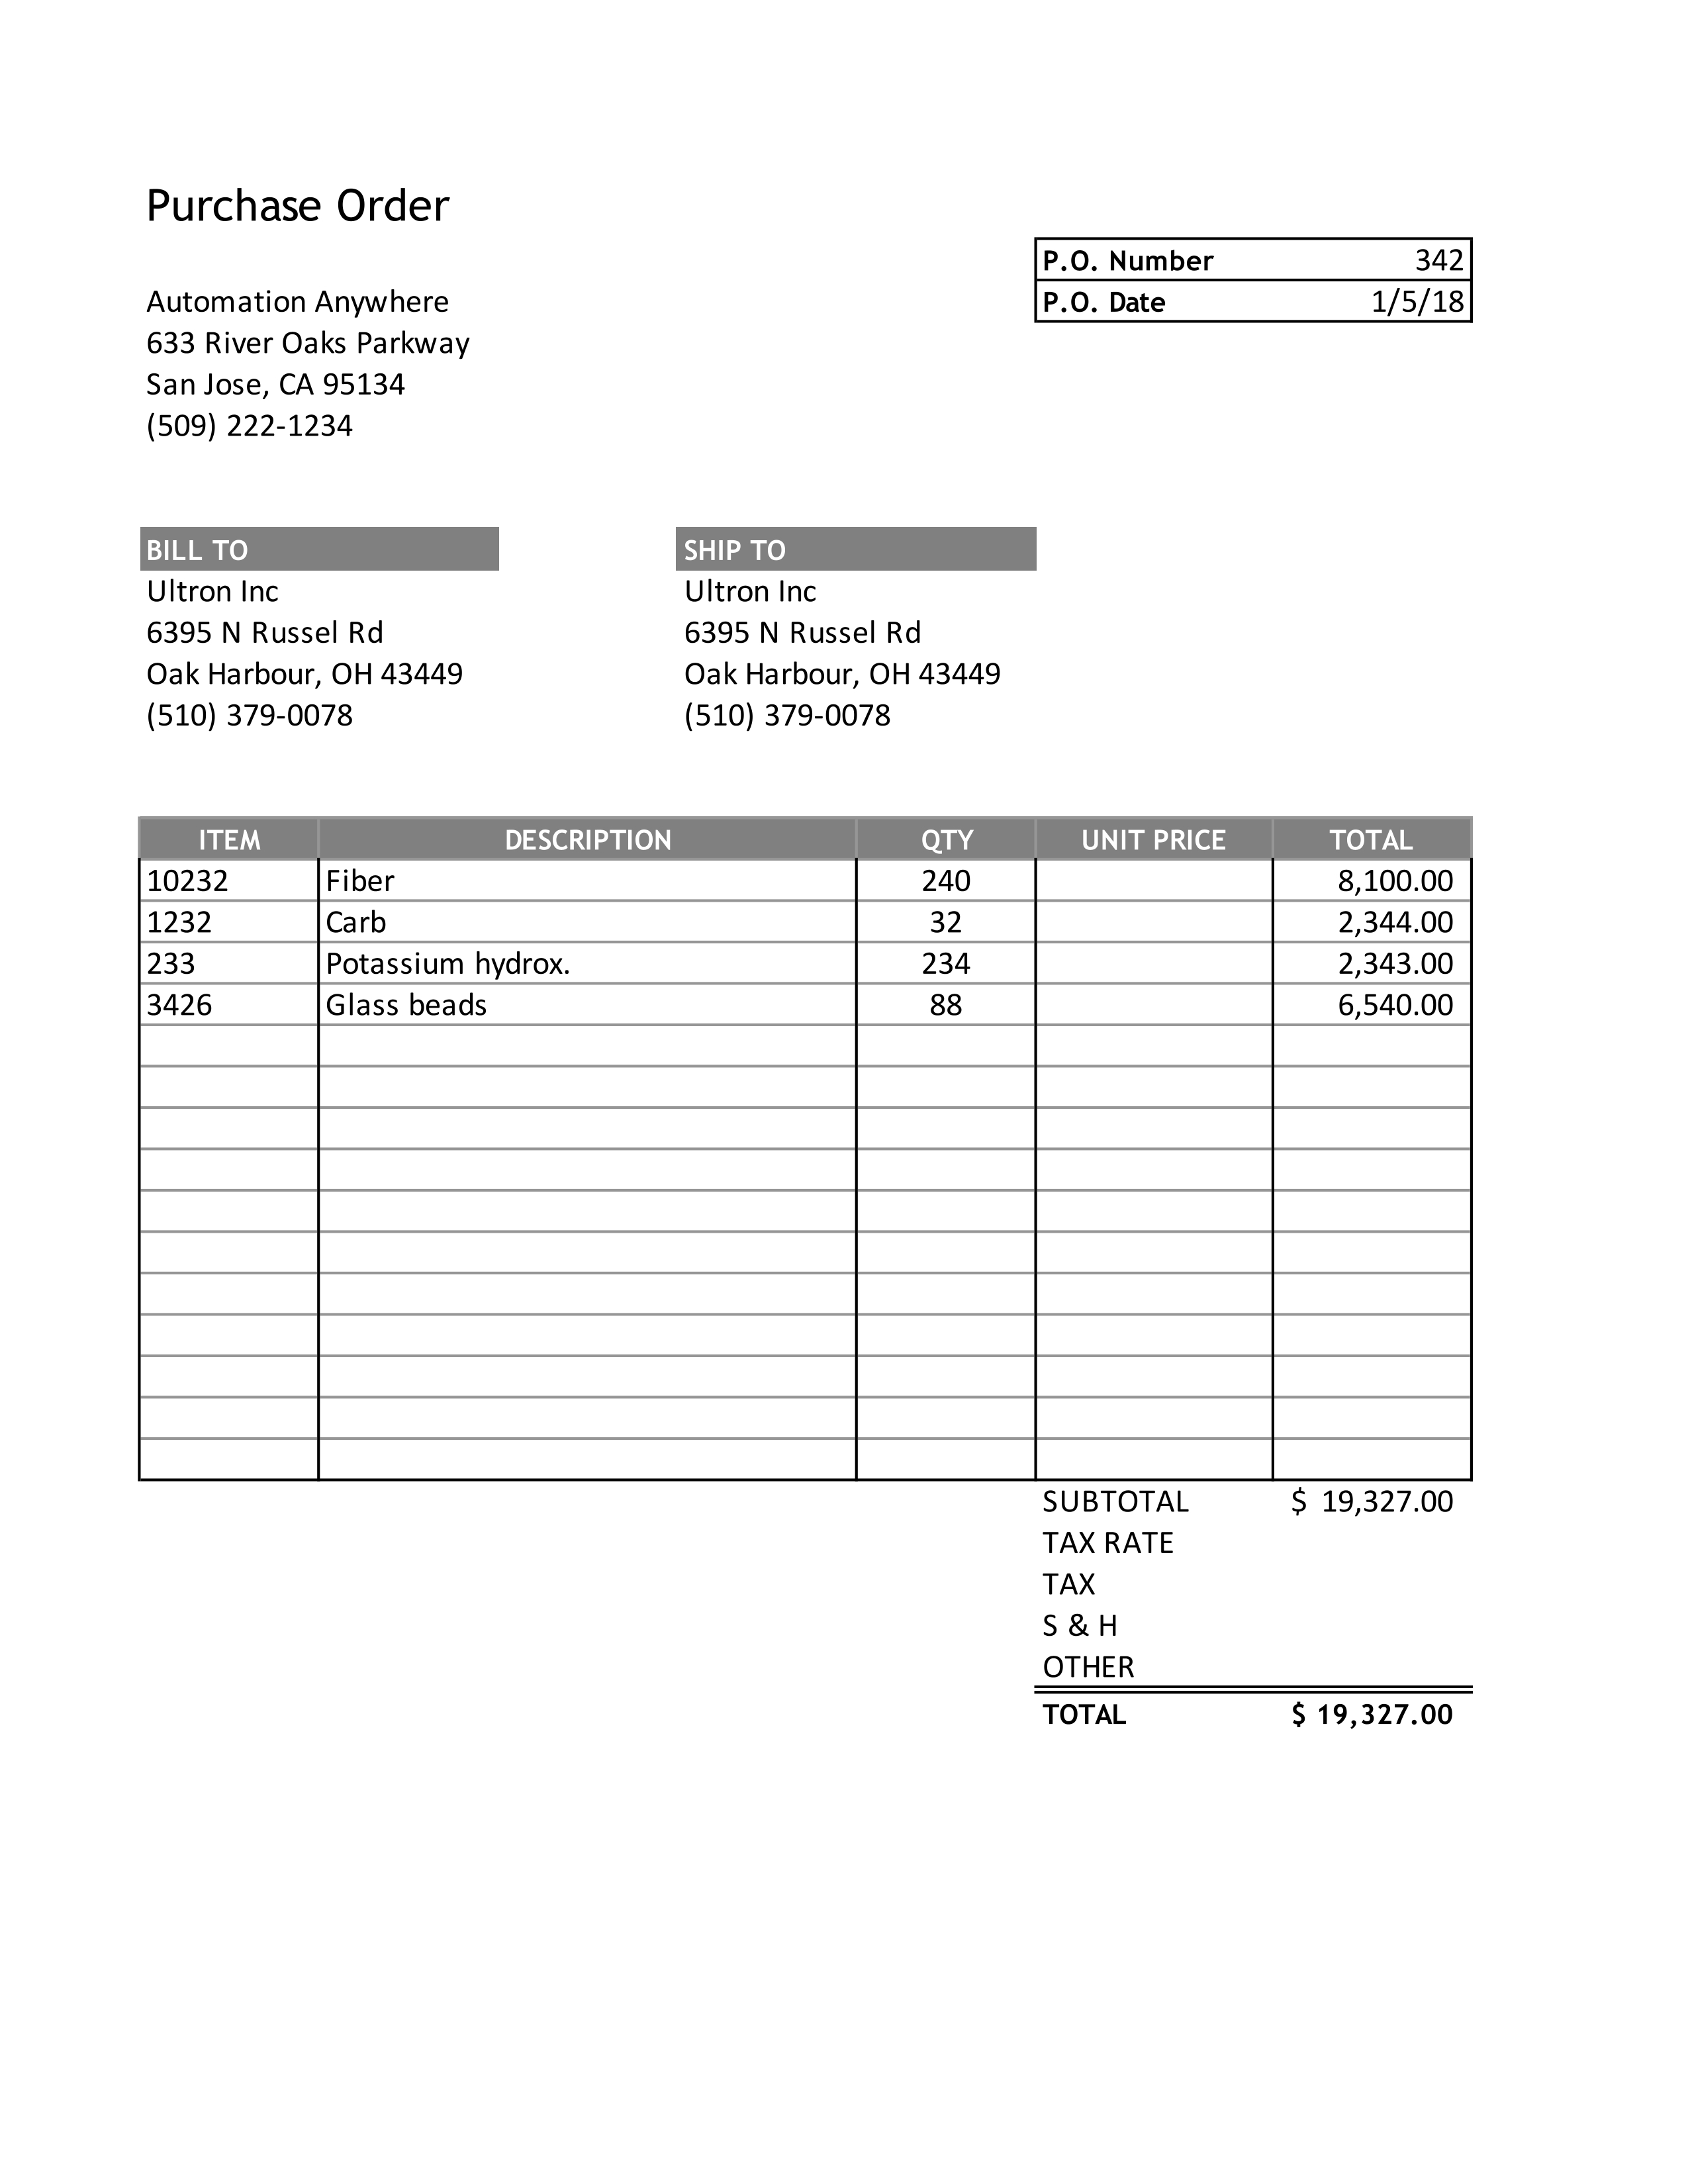 Purchase Order
P.O. Number 342
Automation Anywhere P.O. Date 1/5/18
633 River Oaks Parkway
San Jose, CA 95134
(509) 222-1234
BILL TO SHIP TO
Ultron Inc Ultron Inc
6395 N Russel Rd 6395 N Russel Rd
Oak Harbour, OH 43449 Oak Harbour, OH 43449
(510) 379-0078 (510) 379-0078
ITEM DESCRIPTION QTY UNIT PRICE TOTAL
10232 Fiber 240 8,100.00
1232 Carb 32 2,344.00
233 Potassium hydrox. 234 2,343.00
3426 Glass beads 88 6,540.00
SUBTOTAL $ 19,327.00
TAX RATE
TAX
S & H
OTHER
TOTAL $ 19,327.00